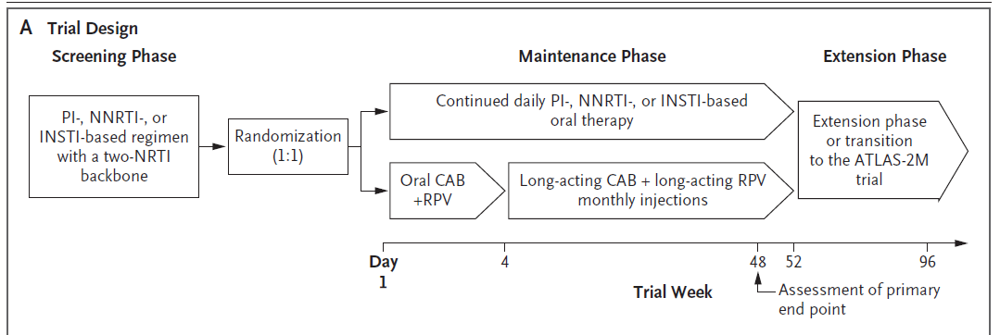 A Trial Design
Screening Phase
Maintenance Phase
Extension Phase
PI-, NNRTI-, or
INSTI-based regimen
with a two-NRTI
backbone
Randomization
(1:1)
Continued daily PI-, NNRTI-, or INSTI-based
oral therapy
Oral CAB
+RPV
Long-acting CAB + long-acting RPV
monthly injections
Extension phase
or transition
to the ATLAS-2M
trial
Day
1
4
48
52
96
Trial Week
Assessment of primary
end point